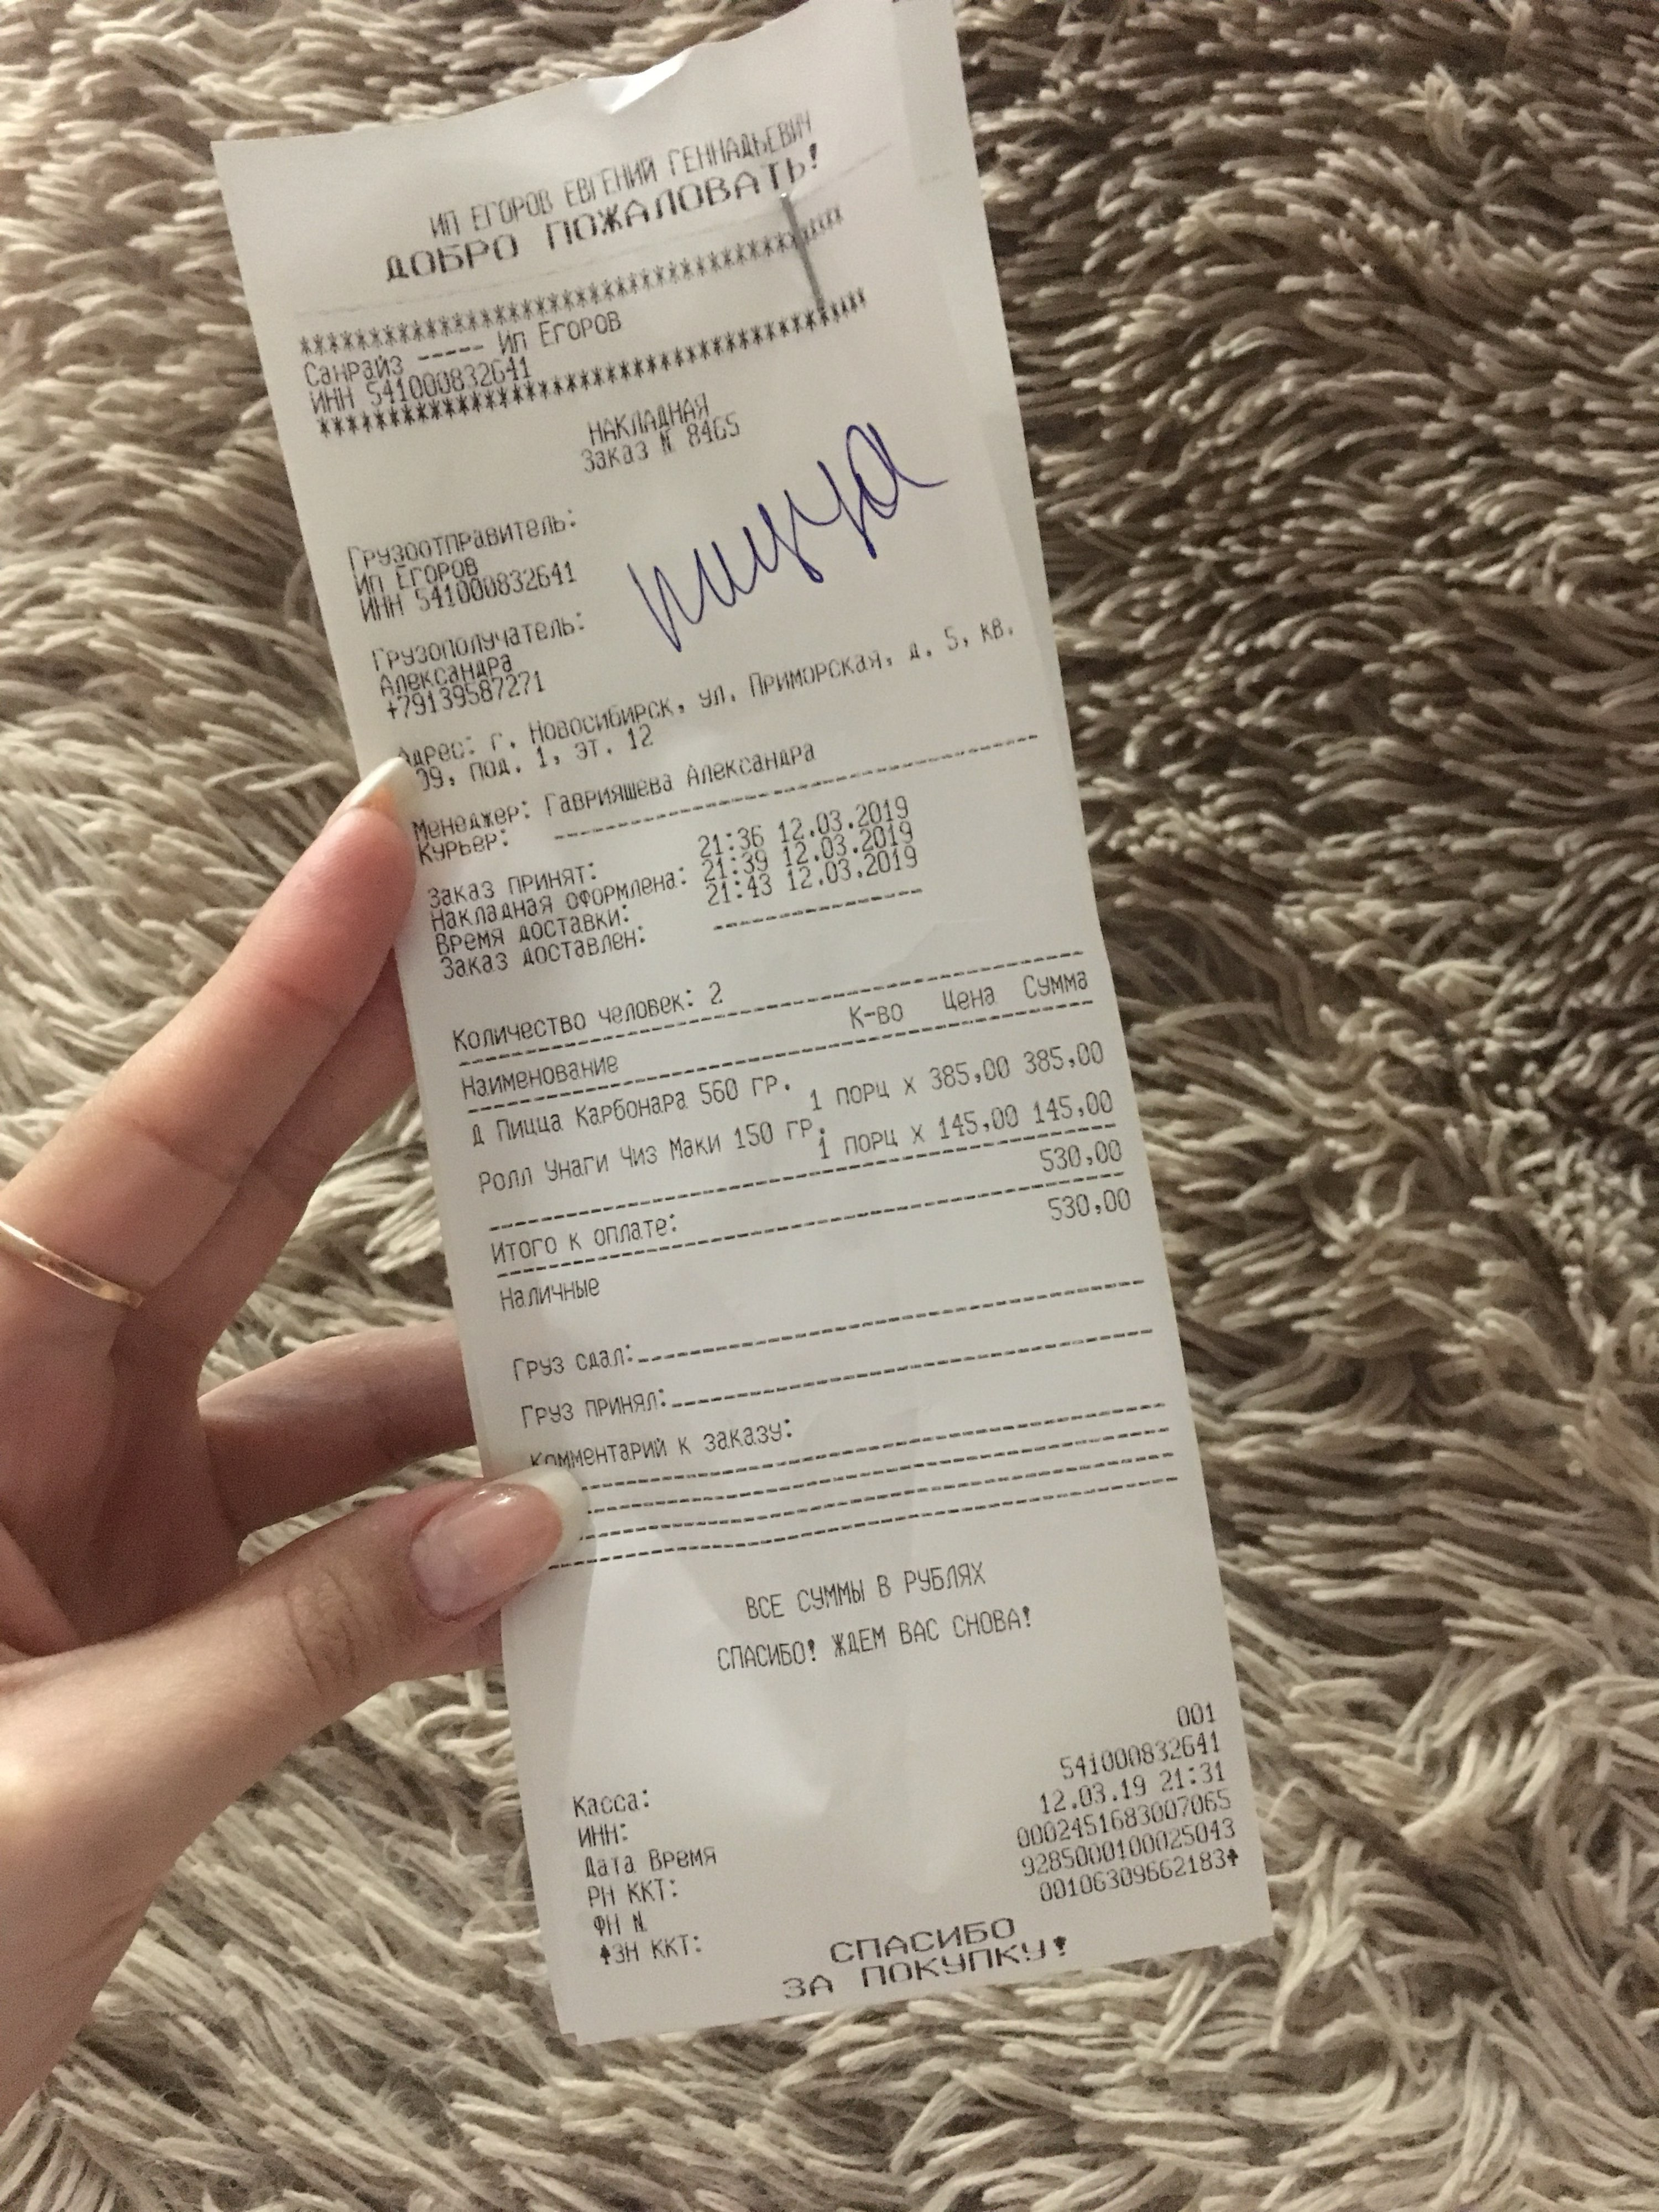 ИП ЕГОРОВ ЕВГЕНИЙ ГЕННАДЬЕВИЧ
ДОБРО ПОЖАЛОВАТЬ!
****************************************
Санрайз ----- Ип Егоров
ИНН 541000832641
****************************************
НАКЛАДНАЯ
Заказ № 8465
пицца
Грузоотправитель:
Ип Егоров
ИНН 541000832641
Грузополучатель:
Александра
+79139587271
Адрес: г. Новосибирск, ул. Приморская, д. 5, кв.
09, под. 1, эт. 12
Менеджер: Гаврияшева Александра
Курьер:
Заказ принят: 21:36 12.03.2019
Накладная оформлена: 21:39 12.03.2019
Время доставки: 21:43 12.03.2019
Заказ доставлен:
Количество человек: 2
Наименование К-во Цена Сумма
д Пицца Карбонара 560 ГР.
1 порц х 385,00 385,00
Ролл Унаги Чиз Маки 150 ГР.
1 порц х 145,00 145,00
Итого к оплате: 530,00
Наличные 530,00
Груз сдал:
Груз принял:
Комментарий к заказу:
ВСЕ СУММЫ В РУБЛЯХ
СПАСИБО! ЖДЕМ ВАС СНОВА!
Касса: 001
ИНН: 541000832641
Дата Время 12.03.19 21:31
РН ККТ: 0002451683007065
ФН № 9285000100025043
ЗН ККТ: 00106309662183
СПАСИБО
ЗА ПОКУПКУ!